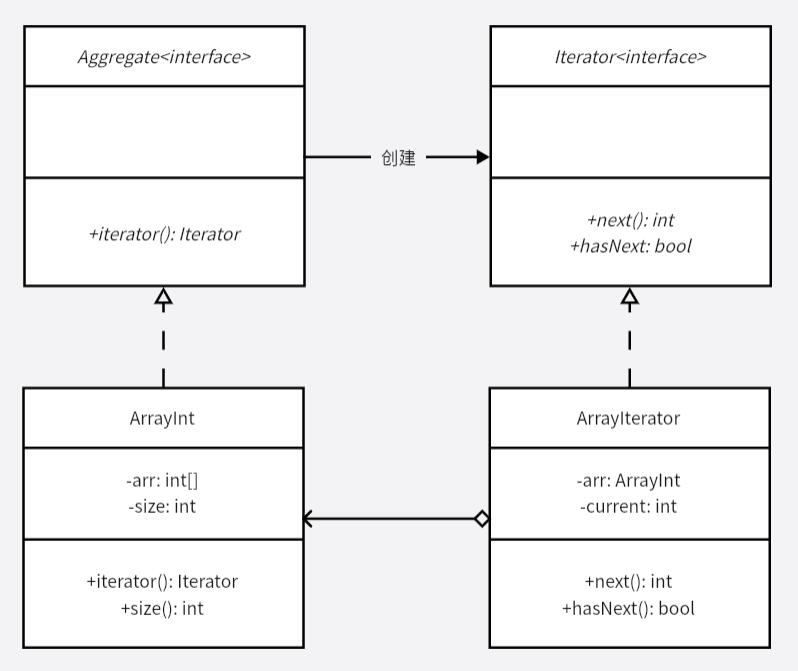 Aggregate<interface>
+iterator(): Iterator
创建
Iterator<interface>
+next(): int
+hasNext: bool
ArrayInt
-arr: int[]
-size: int
+iterator(): Iterator
+size(): int
ArrayIterator
-arr: ArrayInt
-current: int
+next(): int
+hasNext(): bool